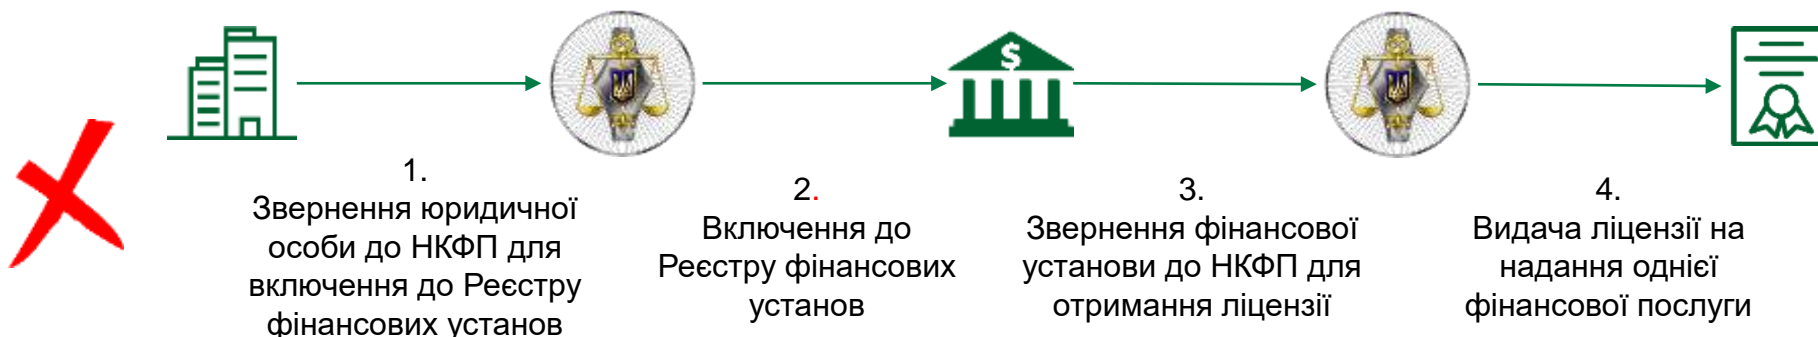 $
1.
Звернення юридичної
особи до НКФП для
включення до Реєстру
фінансових установ
2.
Включення до
Реєстру фінансових
установ
3.
Звернення фінансової
установи до НКФП для
отримання ліцензії
4.
Видача ліцензії на
надання однієї
фінансової послуги